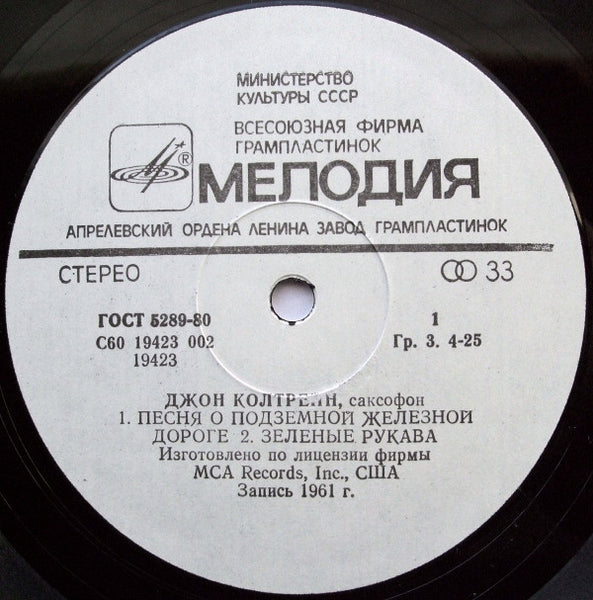 МИНИСТЕРСТВО
КУЛЬТУРЫ СССР
ВСЕСОЮЗНАЯ ФИРМА
ГРАМПЛАСТИНОК
®
МЕЛОДИЯ
АПРЕЛЕВСКИЙ ОРДЕНА ЛЕНИНА ЗАВОД ГРАМПЛАСТИНОК
СТЕРЕО 33
ГОСТ 5289-80 1
С60 19423 002 Гр. 3. 4-25
19423
ДЖОН КОЛТРЕЙН, саксофон
1. ПЕСНЯ О ПОДЗЕМНОЙ ЖЕЛЕЗНОЙ
ДОРОГЕ 2. ЗЕЛЕНЫЕ РУКАВА
Изготовлено по лицензии фирмы
MCA Records, Inc., США
Запись 1961 г.